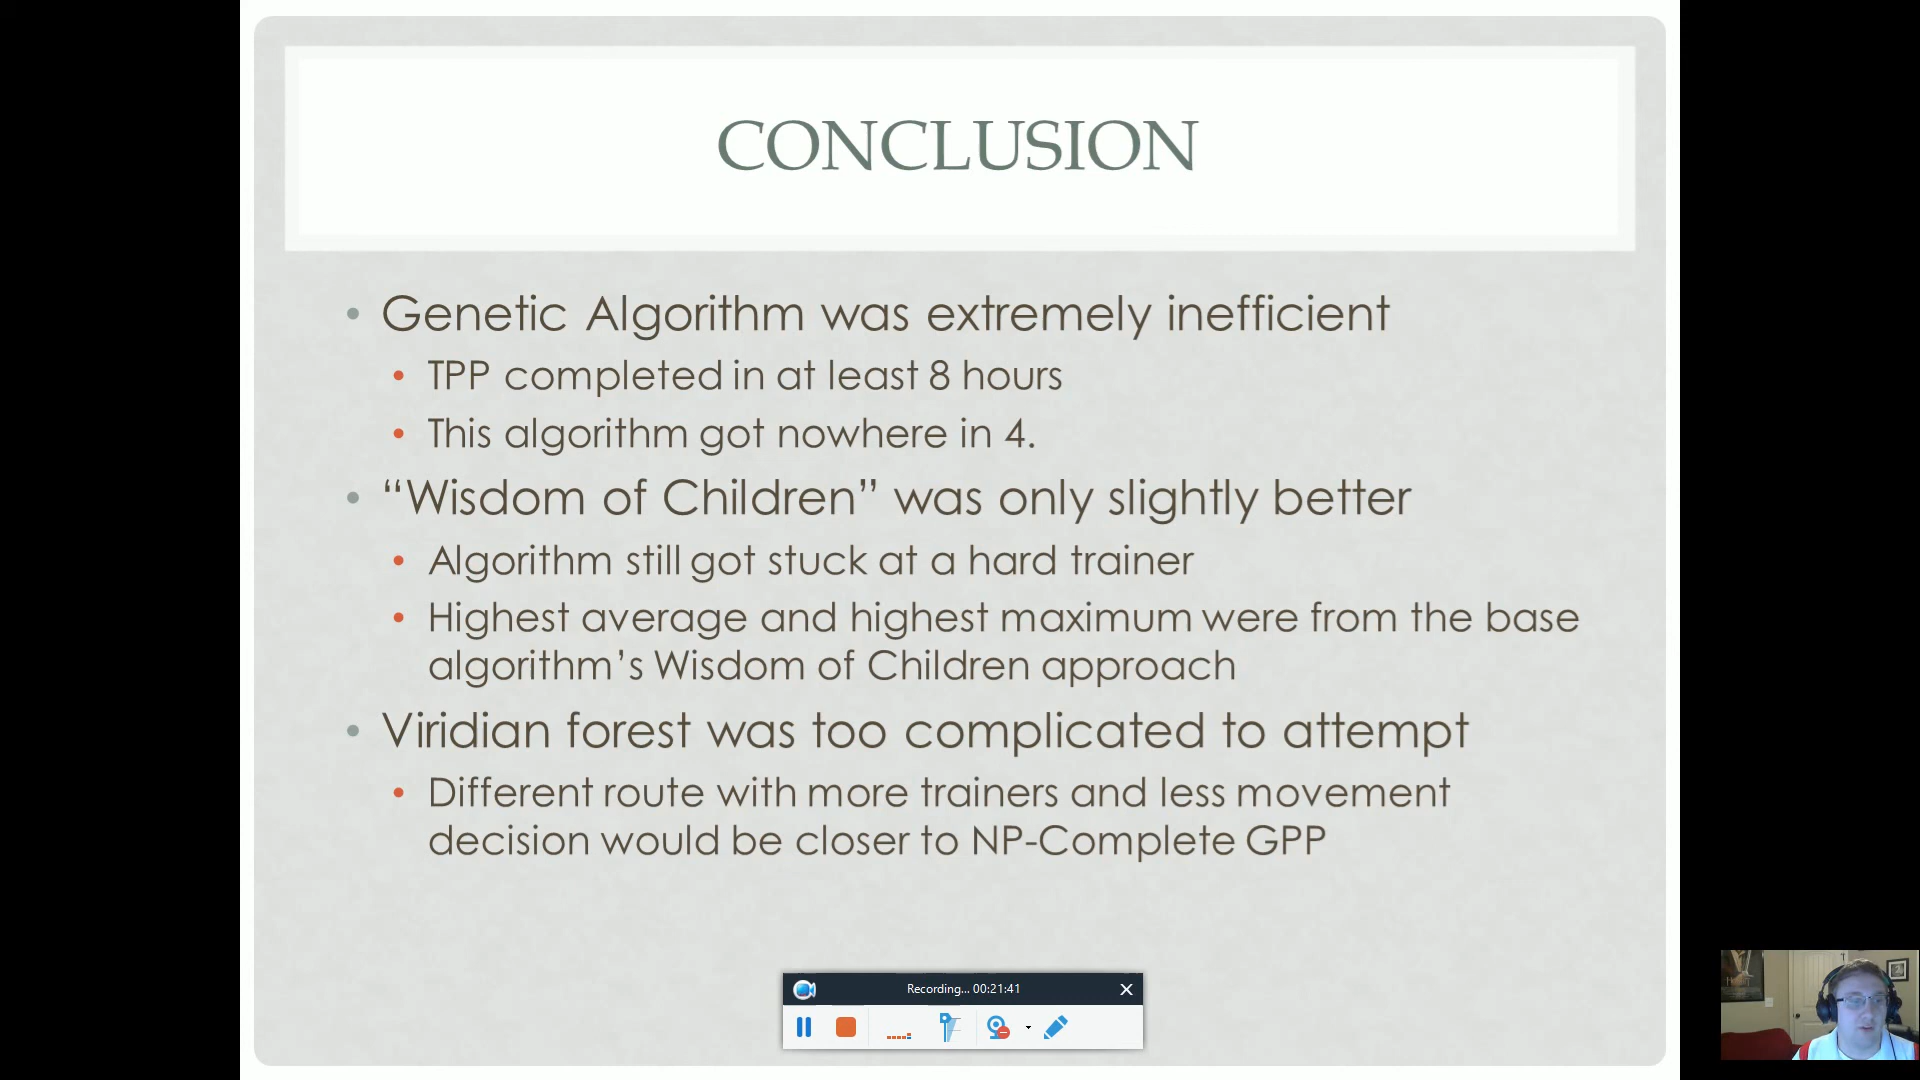 CONCLUSION
• Genetic Algorithm was extremely inefficient
• TPP completed in at least 8 hours
• This algorithm got nowhere in 4.
• “Wisdom of Children” was only slightly better
• Algorithm still got stuck at a hard trainer
• Highest average and highest maximum were from the base
algorithm’s Wisdom of Children approach
• Viridian forest was too complicated to attempt
• Different route with more trainers and less movement
decision would be closer to NP-Complete GPP
Recording... 00:21:41